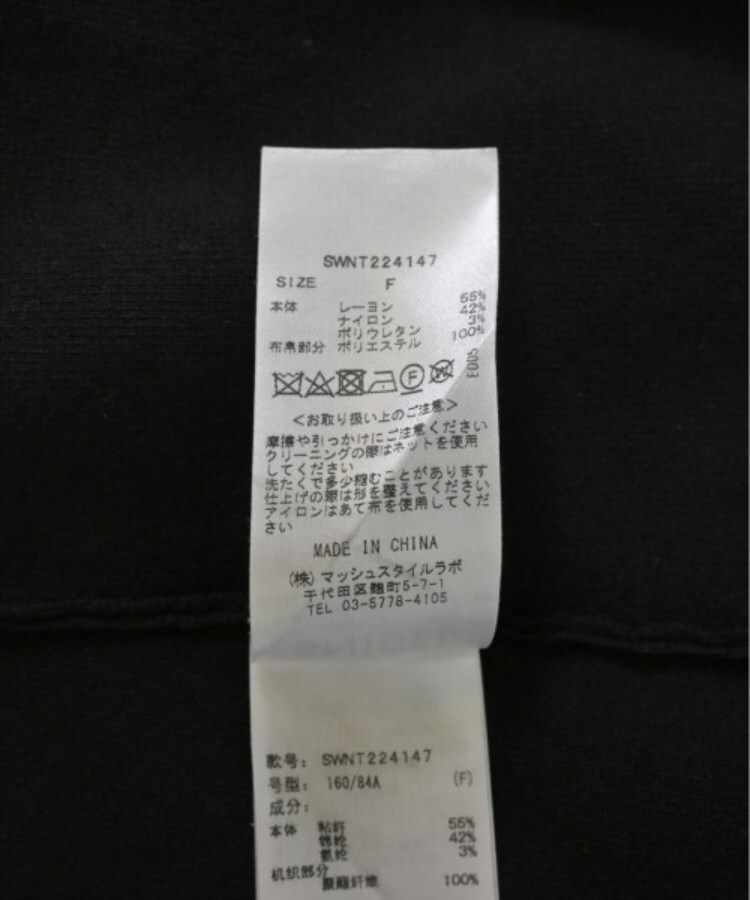 SWNT224147
SIZE F
本体 レーヨン 55%
ナイロン 42%
ポリウレタン 3%
布帛部分 ポリエステル 100%
E005
F W
<お取り扱い上のご注意>
摩擦や引っかけにご注意ください
クリーニングの際はネットを使用
してください
洗たくで多少縮むことがあります
仕上げの際は形を整えてください
アイロンはあて布を使用してくだ
さい
MADE IN CHINA
(株) マッシュスタイルラボ
千代田区麹町5-7-1
TEL 03-5778-4105
款号: SWNT224147
号型: 160/84A (F)
成分:
本体 粘纤 55%
锦纶 42%
氨纶 3%
机织部分
聚酯纤维 100%